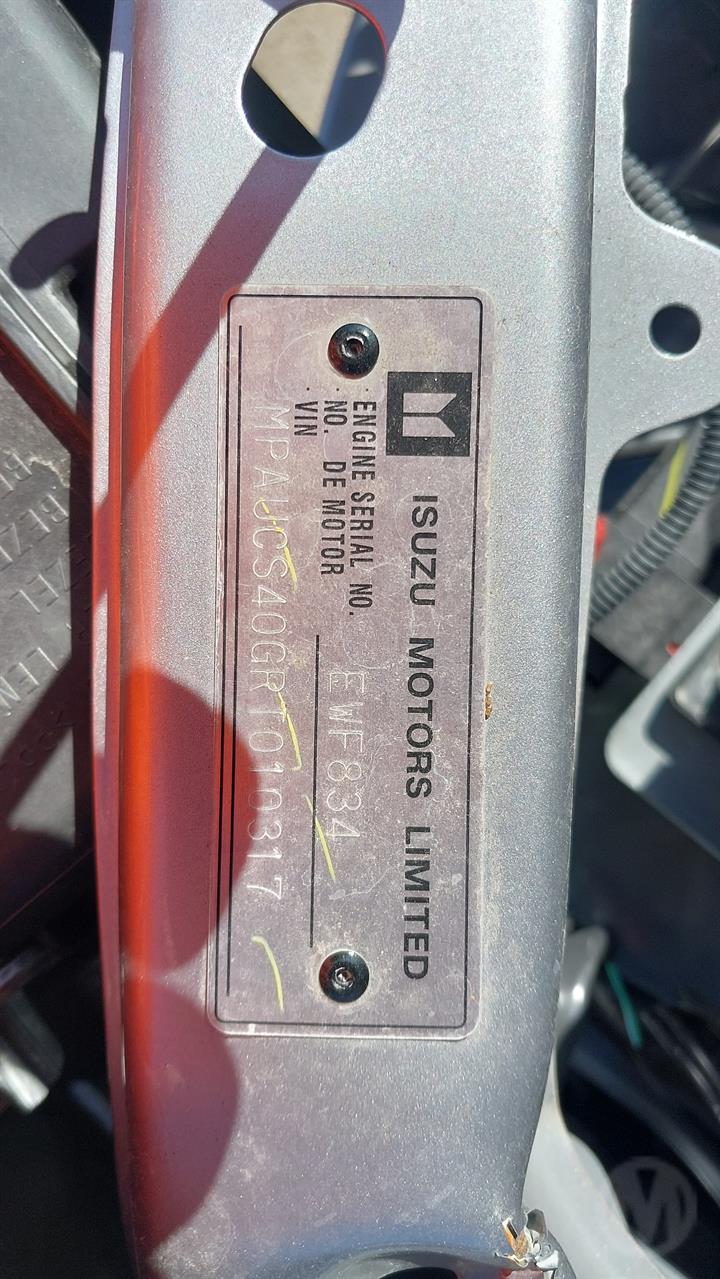 ISUZU MOTORS LIMITED
ENGINE SERIAL NO.
NO. DE MOTOR
EWF834
VIN
MPAUCS40GRT010317